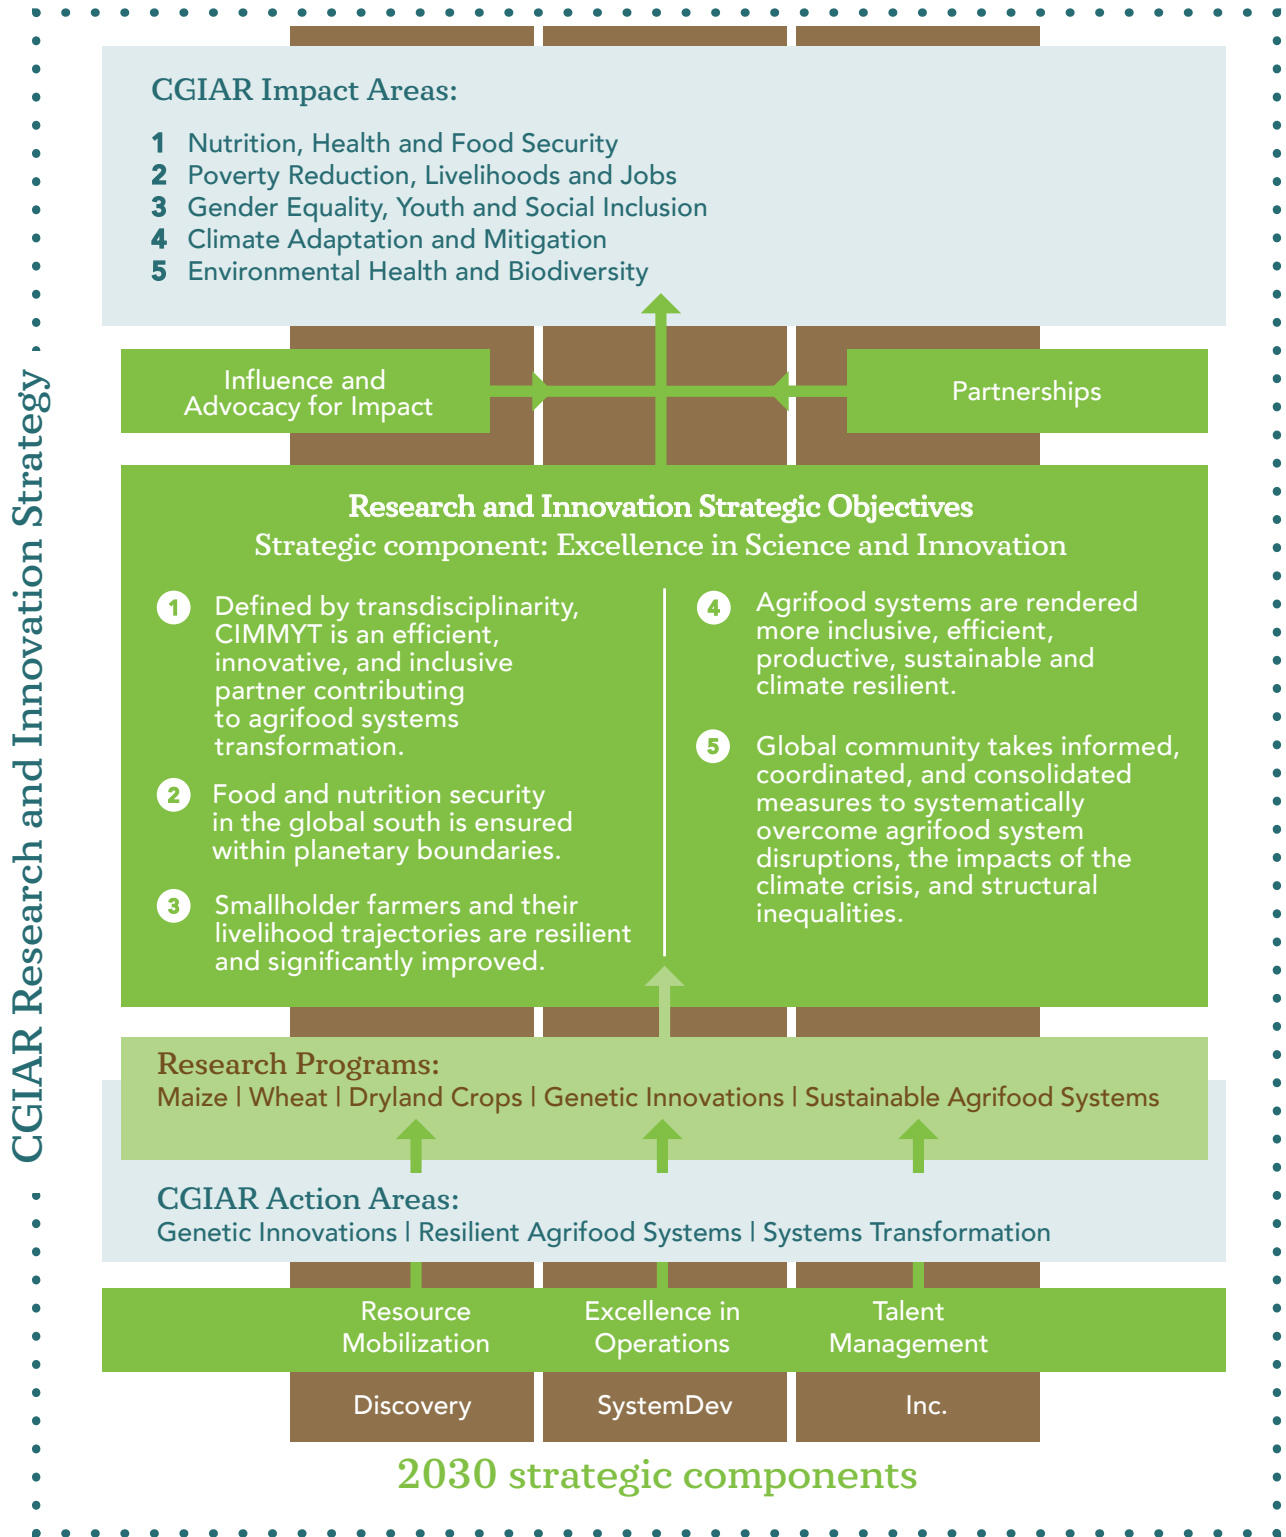 CGIAR Research and Innovation Strategy
CGIAR Impact Areas:
1 Nutrition, Health and Food Security
2 Poverty Reduction, Livelihoods and Jobs
3 Gender Equality, Youth and Social Inclusion
4 Climate Adaptation and Mitigation
5 Environmental Health and Biodiversity
Influence and
Advocacy for Impact
Partnerships
Research and Innovation Strategic Objectives
Strategic component: Excellence in Science and Innovation
1 Defined by transdisciplinarity,
CIMMYT is an efficient,
innovative, and inclusive
partner contributing
to agrifood systems
transformation.
2 Food and nutrition security
in the global south is ensured
within planetary boundaries.
3 Smallholder farmers and their
livelihood trajectories are resilient
and significantly improved.
4 Agrifood systems are rendered
more inclusive, efficient,
productive, sustainable and
climate resilient.
5 Global community takes informed,
coordinated, and consolidated
measures to systematically
overcome agrifood system
disruptions, the impacts of the
climate crisis, and structural
inequalities.
Research Programs:
Maize | Wheat | Dryland Crops | Genetic Innovations | Sustainable Agrifood Systems
CGIAR Action Areas:
Genetic Innovations | Resilient Agrifood Systems | Systems Transformation
Resource
Mobilization
Excellence in
Operations
Talent
Management
Discovery
SystemDev
Inc.
2030 strategic components